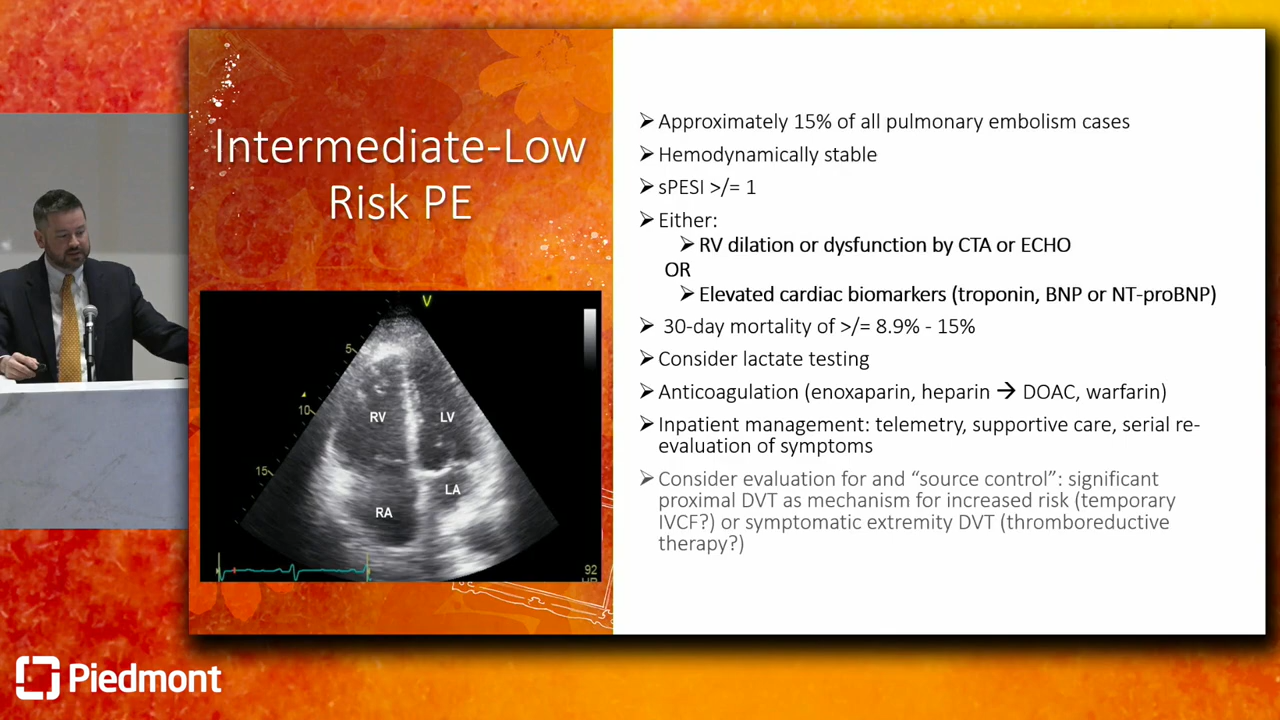 Intermediate-Low
Risk PE
V
5
10
15
RV
LV
LA
RA
92
➢Approximately 15% of all pulmonary embolism cases
➢Hemodynamically stable
➢sPESI >/= 1
➢Either:
➢RV dilation or dysfunction by CTA or ECHO
OR
➢Elevated cardiac biomarkers (troponin, BNP or NT-proBNP)
➢ 30-day mortality of >/= 8.9% - 15%
➢Consider lactate testing
➢Anticoagulation (enoxaparin, heparin → DOAC, warfarin)
➢Inpatient management: telemetry, supportive care, serial re-
evaluation of symptoms
➢Consider evaluation for and “source control”: significant
proximal DVT as mechanism for increased risk (temporary
IVCF?) or symptomatic extremity DVT (thromboreductive
therapy?)
Piedmont